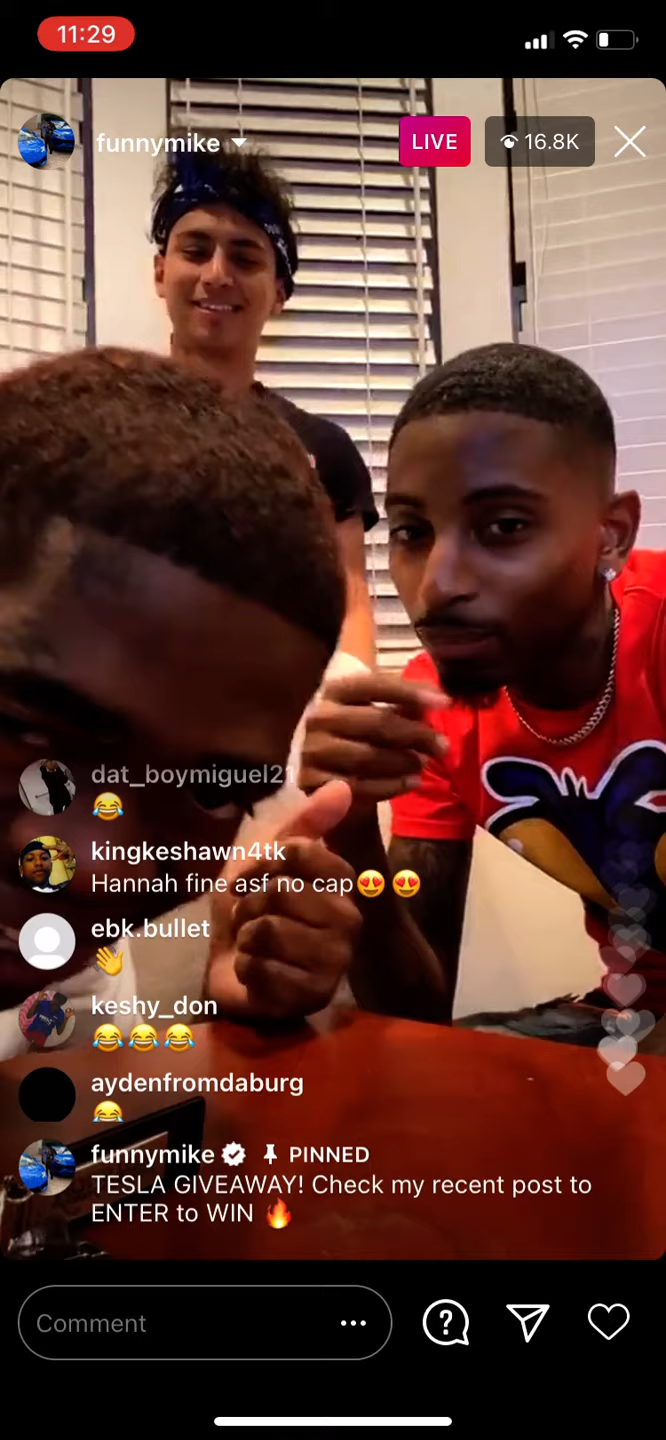 11:29
funnymike
LIVE
16.8K
dat_boymiguel21
😂
kingkeshawn4tk
Hannah fine asf no cap😍😍
ebk.bullet
👋
keshy_don
😂😂😂
aydenfromdaburg
😂
funnymike PINNED
TESLA GIVEAWAY! Check my recent post to
ENTER to WIN 🔥
Comment